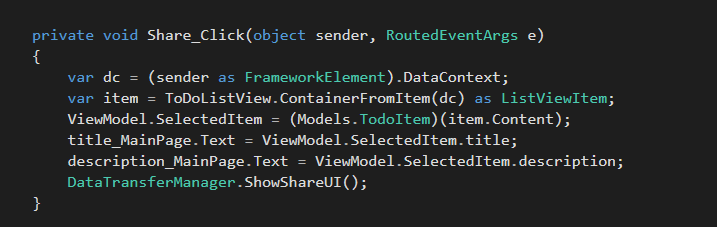 private void Share_Click(object sender, RoutedEventArgs e)
{
var dc = (sender as FrameworkElement).DataContext;
var item = ToDoListView.ContainerFromItem(dc) as ListViewItem;
ViewModel.SelectedItem = (Models.TodoItem)(item.Content);
title_MainPage.Text = ViewModel.SelectedItem.title;
description_MainPage.Text = ViewModel.SelectedItem.description;
DataTransferManager.ShowShareUI();
}